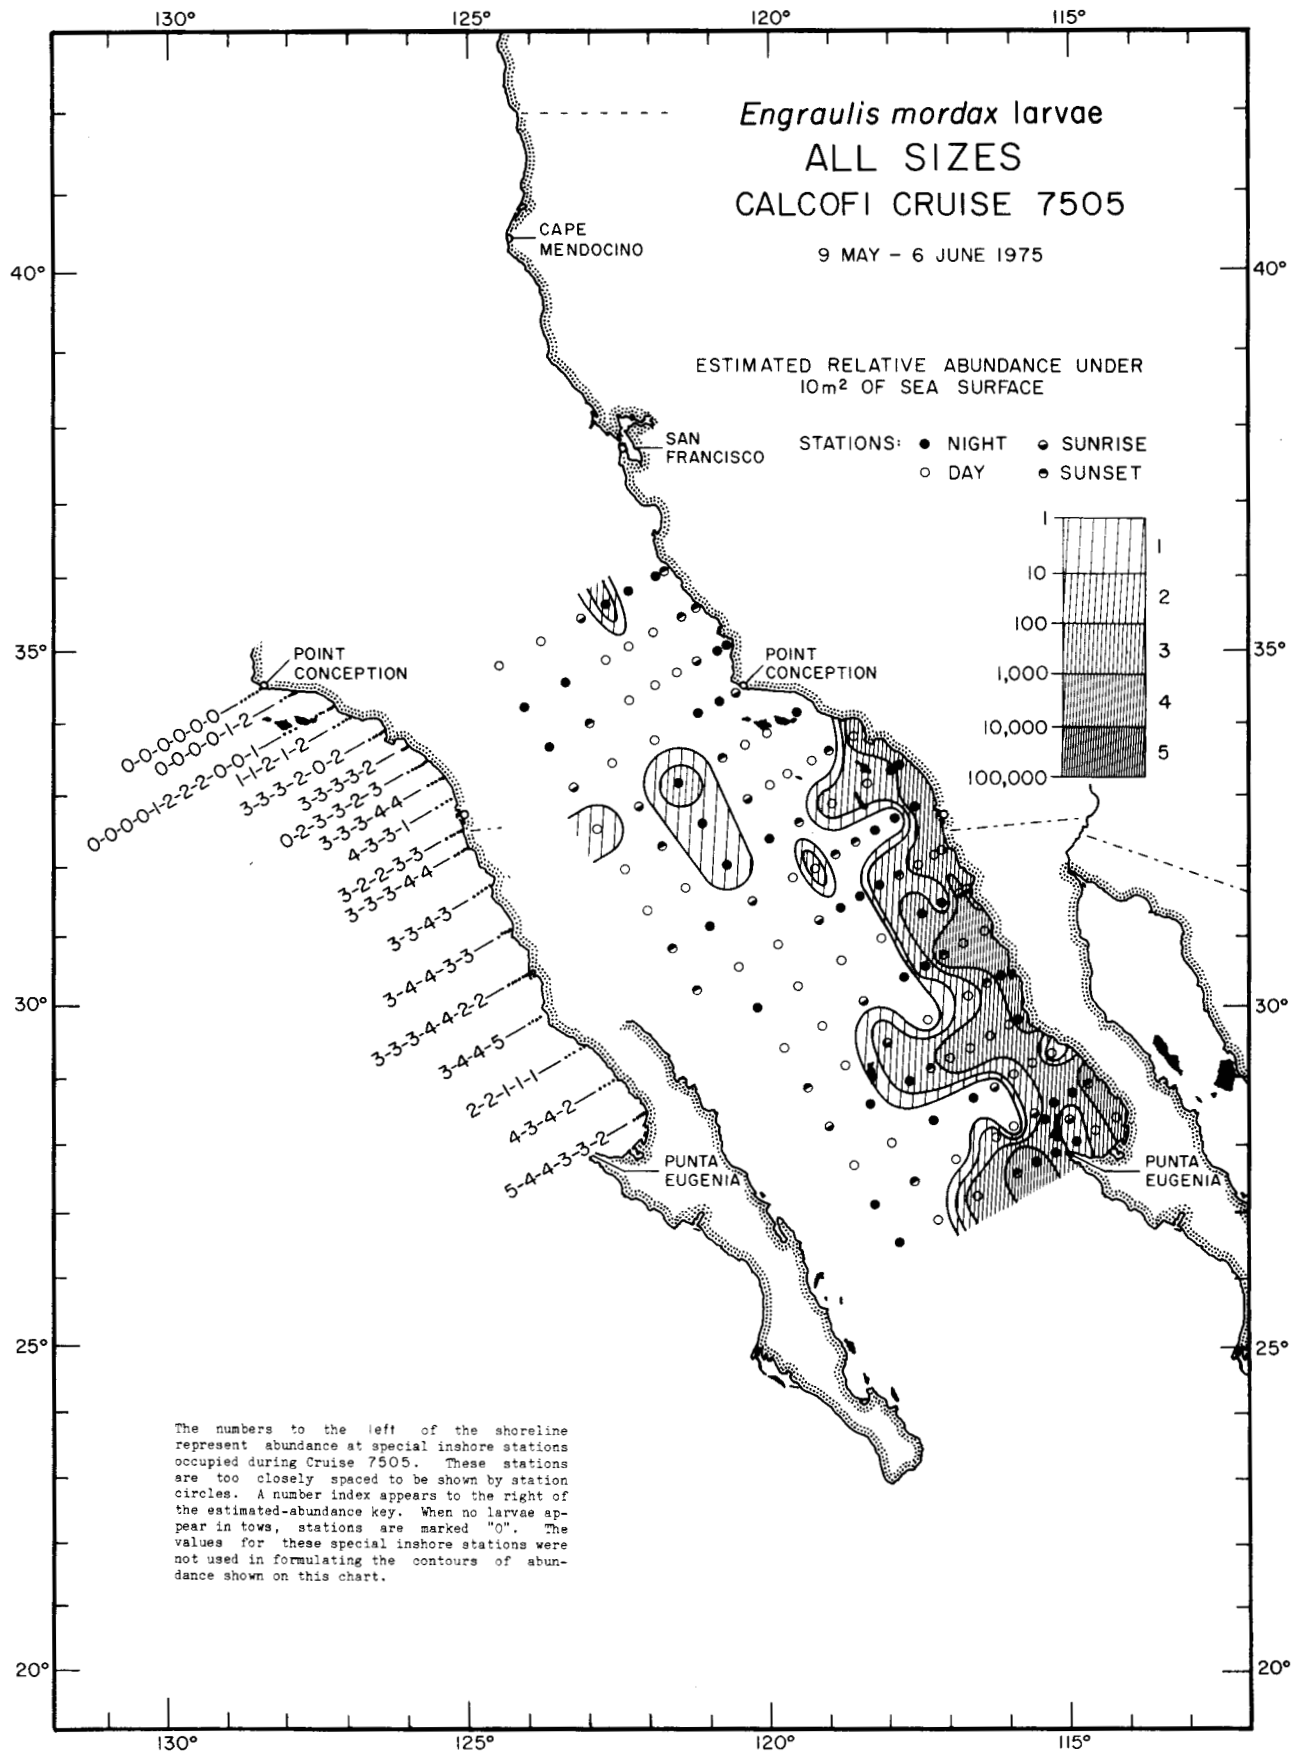 130° 125° 120° 115°
Engraulis mordax larvae
ALL SIZES
CALCOFI CRUISE 7505
9 MAY – 6 JUNE 1975
CAPE
MENDOCINO
40° 40°
ESTIMATED RELATIVE ABUNDANCE UNDER
10m² OF SEA SURFACE
SAN
FRANCISCO
STATIONS: ● NIGHT SUNRISE
○ DAY SUNSET
1
10
100
1,000
10,000
100,000
1
2
3
4
5
35° 35°
POINT
CONCEPTION
POINT
CONCEPTION
0-0-0-0-0-0
0-0-0-0-1-2
0-0-0-0-1-2-2-2-0-0-1
1-1-2-1-2
3-3-3-2-0-2
3-3-3-3-2
0-2-3-3-2-3
3-3-3-4-4
4-3-3-1
3-2-2-3-3
3-3-3-4-4
3-3-4-3
3-4-4-3-3
3-3-3-4-4-2-2
3-4-4-5
2-2-1-1-1
4-3-4-2
5-4-4-3-3-2
30° 30°
PUNTA
EUGENIA
PUNTA
EUGENIA
25° 25°
The numbers to the left of the shoreline
represent abundance at special inshore stations
occupied during Cruise 7505. These stations
are too closely spaced to be shown by station
circles. A number index appears to the right of
the estimated-abundance key. When no larvae ap-
pear in tows, stations are marked "0". The
values for these special inshore stations were
not used in formulating the contours of abun-
dance shown on this chart.
20° 20°
130° 125° 120° 115°